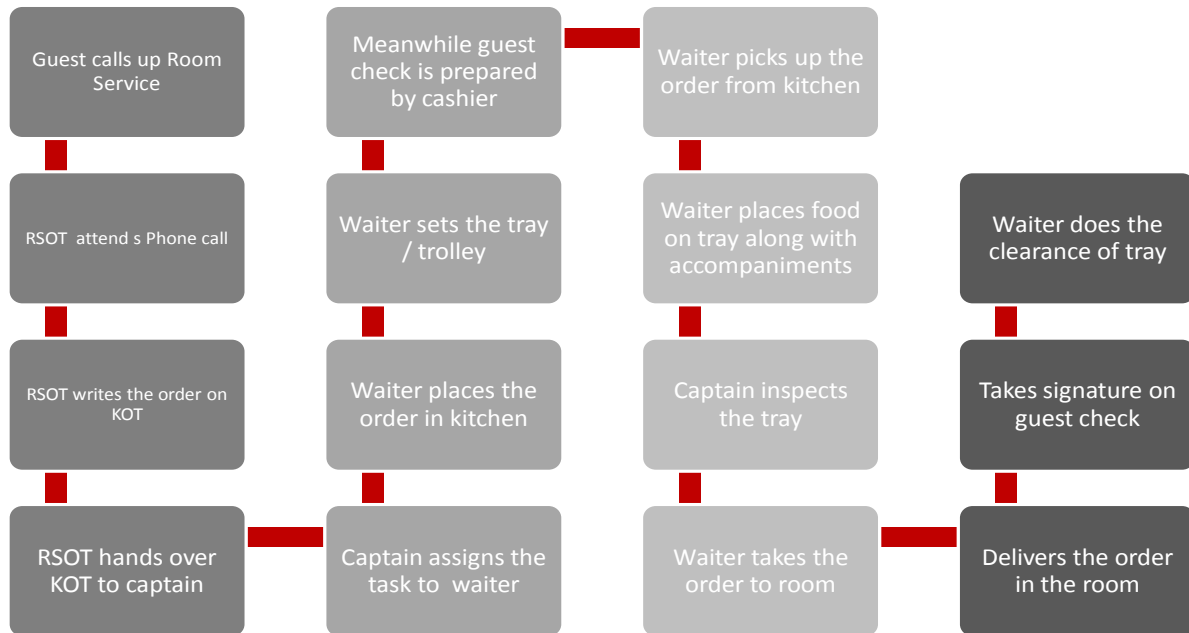 Guest calls up Room
Service
RSOT attend s Phone call
RSOT writes the order on
KOT
RSOT hands over
KOT to captain
Captain assigns the
task to waiter
Waiter places the
order in kitchen
Waiter sets the tray
/ trolley
Meanwhile guest
check is prepared
by cashier
Waiter picks up the
order from kitchen
Waiter places food
on tray along with
accompaniments
Captain inspects
the tray
Waiter takes the
order to room
Delivers the order
in the room
Takes signature on
guest check
Waiter does the
clearance of tray